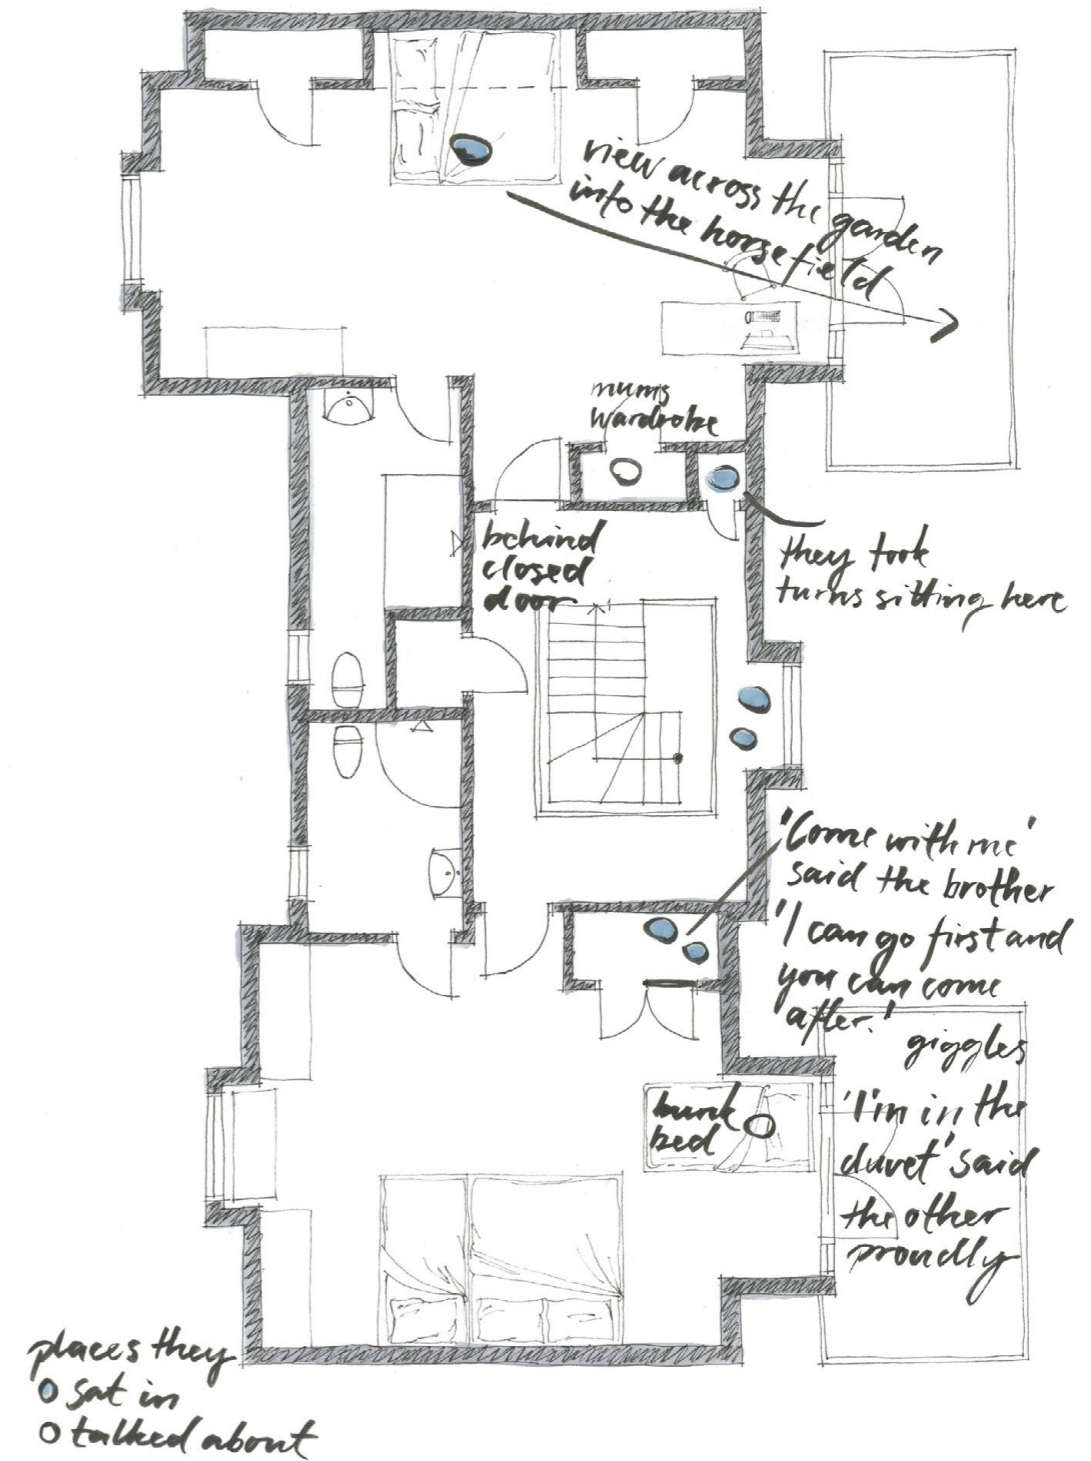 view across the garden
into the horsefield
mums
wardrobe
behind
closed
door
they took
turns sitting here
'Come with me'
said the brother
'I can go first and
you can come
after.'
giggles
'I'm in the
duvet' said
the other
proudly
bunk
bed
places they
sat in
talked about